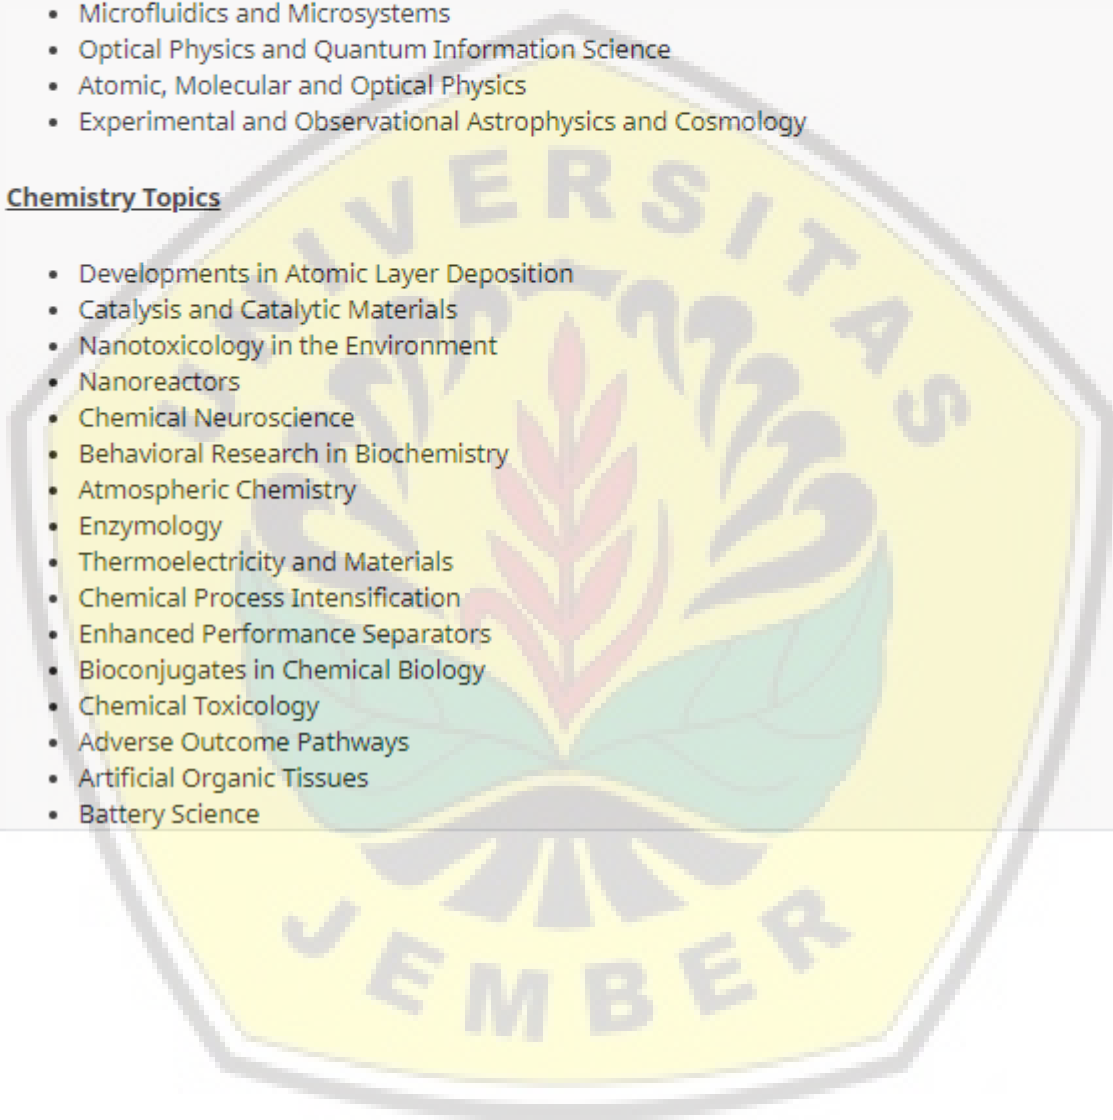 • Microfluidics and Microsystems
• Optical Physics and Quantum Information Science
• Atomic, Molecular and Optical Physics
• Experimental and Observational Astrophysics and Cosmology
Chemistry Topics
• Developments in Atomic Layer Deposition
• Catalysis and Catalytic Materials
• Nanotoxicology in the Environment
• Nanoreactors
• Chemical Neuroscience
• Behavioral Research in Biochemistry
• Atmospheric Chemistry
• Enzymology
• Thermoelectricity and Materials
• Chemical Process Intensification
• Enhanced Performance Separators
• Bioconjugates in Chemical Biology
• Chemical Toxicology
• Adverse Outcome Pathways
• Artificial Organic Tissues
• Battery Science
UNIVERSITAS
JEMBER